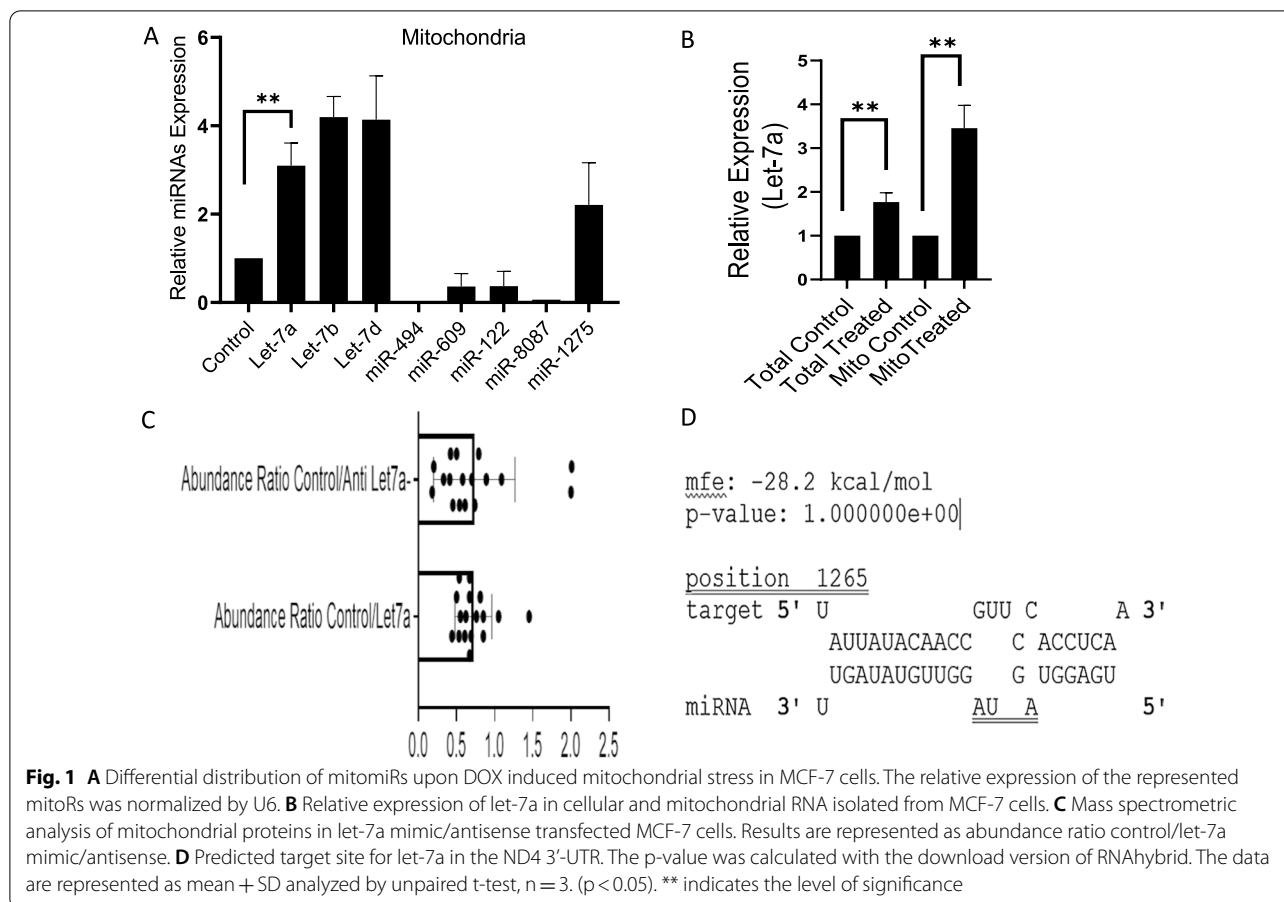 A
Mitochondria
Relative miRNAs Expression
6
4
2
0
**
Control
Let-7a
Let-7b
Let-7d
miR-494
miR-609
miR-122
miR-8087
miR-1275
B
Relative Expression
(Let-7a)
5
4
3
2
1
0
**
**
Total Control
Total Treated
Mito Control
MitoTreated
C
Abundance Ratio Control/Anti Let7a-
Abundance Ratio Control/Let7a
0.0 0.5 1.0 1.5 2.0 2.5
D
mfe: -28.2 kcal/mol
p-value: 1.000000e+00
position 1265
target 5' U GUU C A 3'
AUUAUACAACC C ACCUCA
UGAUAUGUUGG G UGGAGU
miRNA 3' U AU A 5'
Fig. 1 A Differential distribution of mitomiRs upon DOX induced mitochondrial stress in MCF-7 cells. The relative expression of the represented
mitoRs was normalized by U6. B Relative expression of let-7a in cellular and mitochondrial RNA isolated from MCF-7 cells. C Mass spectrometric
analysis of mitochondrial proteins in let-7a mimic/antisense transfected MCF-7 cells. Results are represented as abundance ratio control/let-7a
mimic/antisense. D Predicted target site for let-7a in the ND4 3'-UTR. The p-value was calculated with the download version of RNAhybrid. The data
are represented as mean + SD analyzed by unpaired t-test, n = 3. (p < 0.05). ** indicates the level of significance